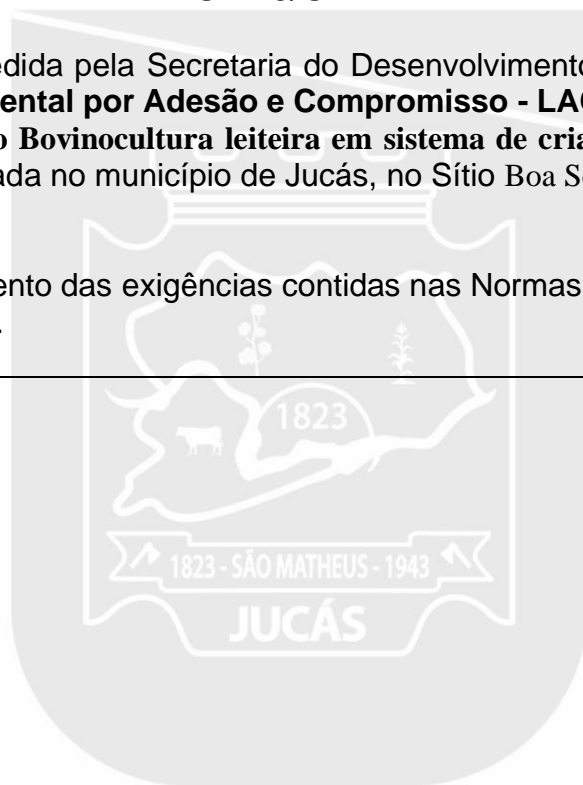 edida pela Secretaria do Desenvolvimento
ental por Adesão e Compromisso - LAC
o Bovinocultura leiteira em sistema de cria
ada no município de Jucás, no Sítio Boa S
ento das exigências contidas nas Normas
.
1823
1823 - SÃO MATHEUS - 1943
JUCÁS